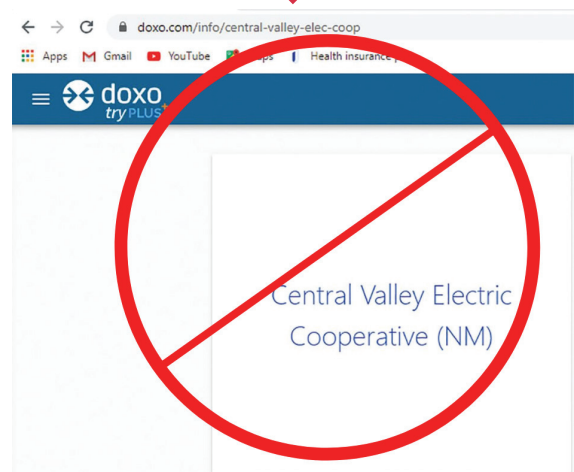 doxo.com/info/central-valley-elec-coop
Apps Gmail YouTube Health insurance
doxo
try PLUS+
Central Valley Electric
Cooperative (NM)